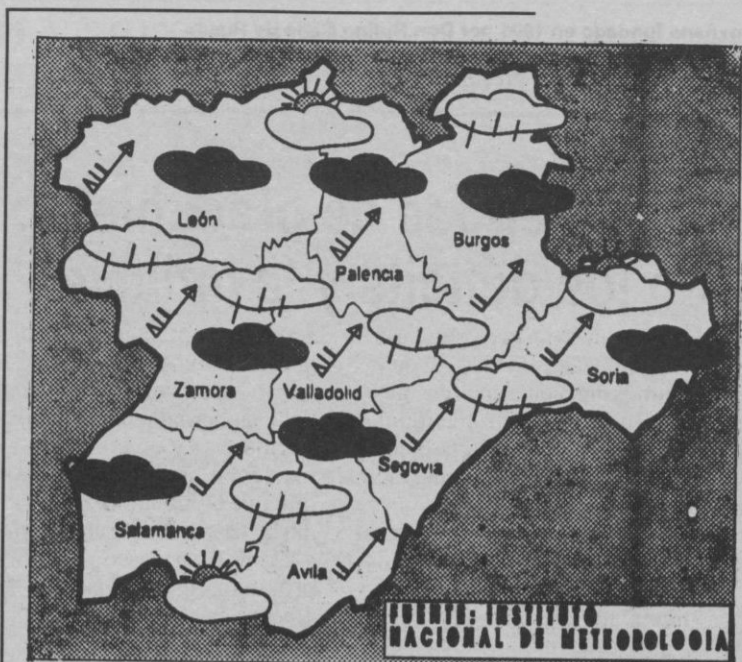 León
Burgos
Palencia
Soria
Zamora
Valladolid
Segovia
Salamanca
Avila
FUENTE: INSTITUTO
NACIONAL DE METEOROLOGIA